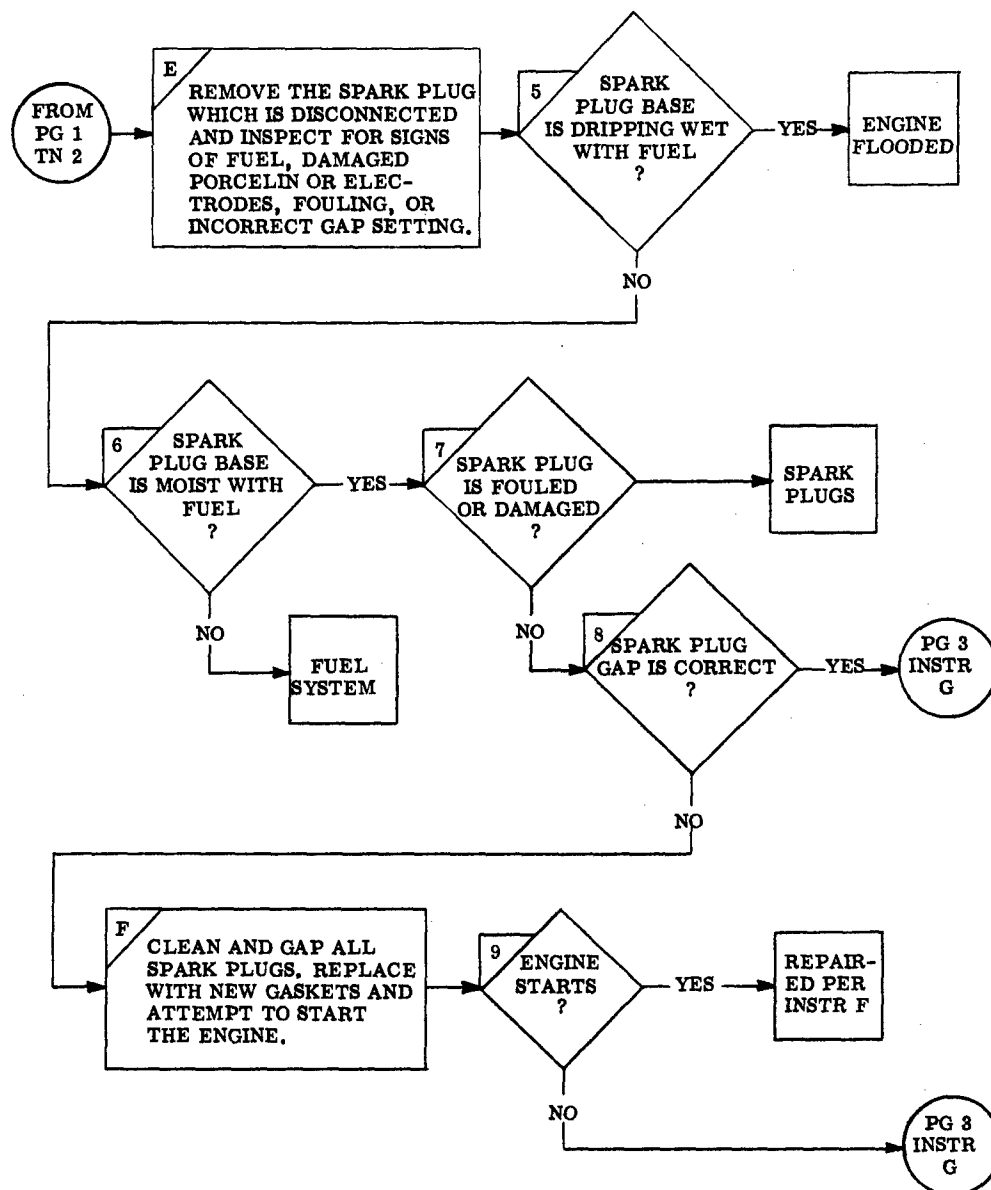 FROM
PG 1
TN 2
E
REMOVE THE SPARK PLUG
WHICH IS DISCONNECTED
AND INSPECT FOR SIGNS
OF FUEL, DAMAGED
PORCELIN OR ELEC-
TRODES, FOULING, OR
INCORRECT GAP SETTING.
5
SPARK
PLUG BASE
IS DRIPPING WET
WITH FUEL
?
YES
ENGINE
FLOODED
NO
6
SPARK
PLUG BASE
IS MOIST WITH
FUEL
?
YES
7
SPARK PLUG
IS FOULED
OR DAMAGED
?
SPARK
PLUGS
NO
FUEL
SYSTEM
NO
8
SPARK PLUG
GAP IS CORRECT
?
YES
PG 3
INSTR
G
NO
F
CLEAN AND GAP ALL
SPARK PLUGS. REPLACE
WITH NEW GASKETS AND
ATTEMPT TO START
THE ENGINE.
9
ENGINE
STARTS
?
YES
REPAIR-
ED PER
INSTR F
NO
PG 3
INSTR
G